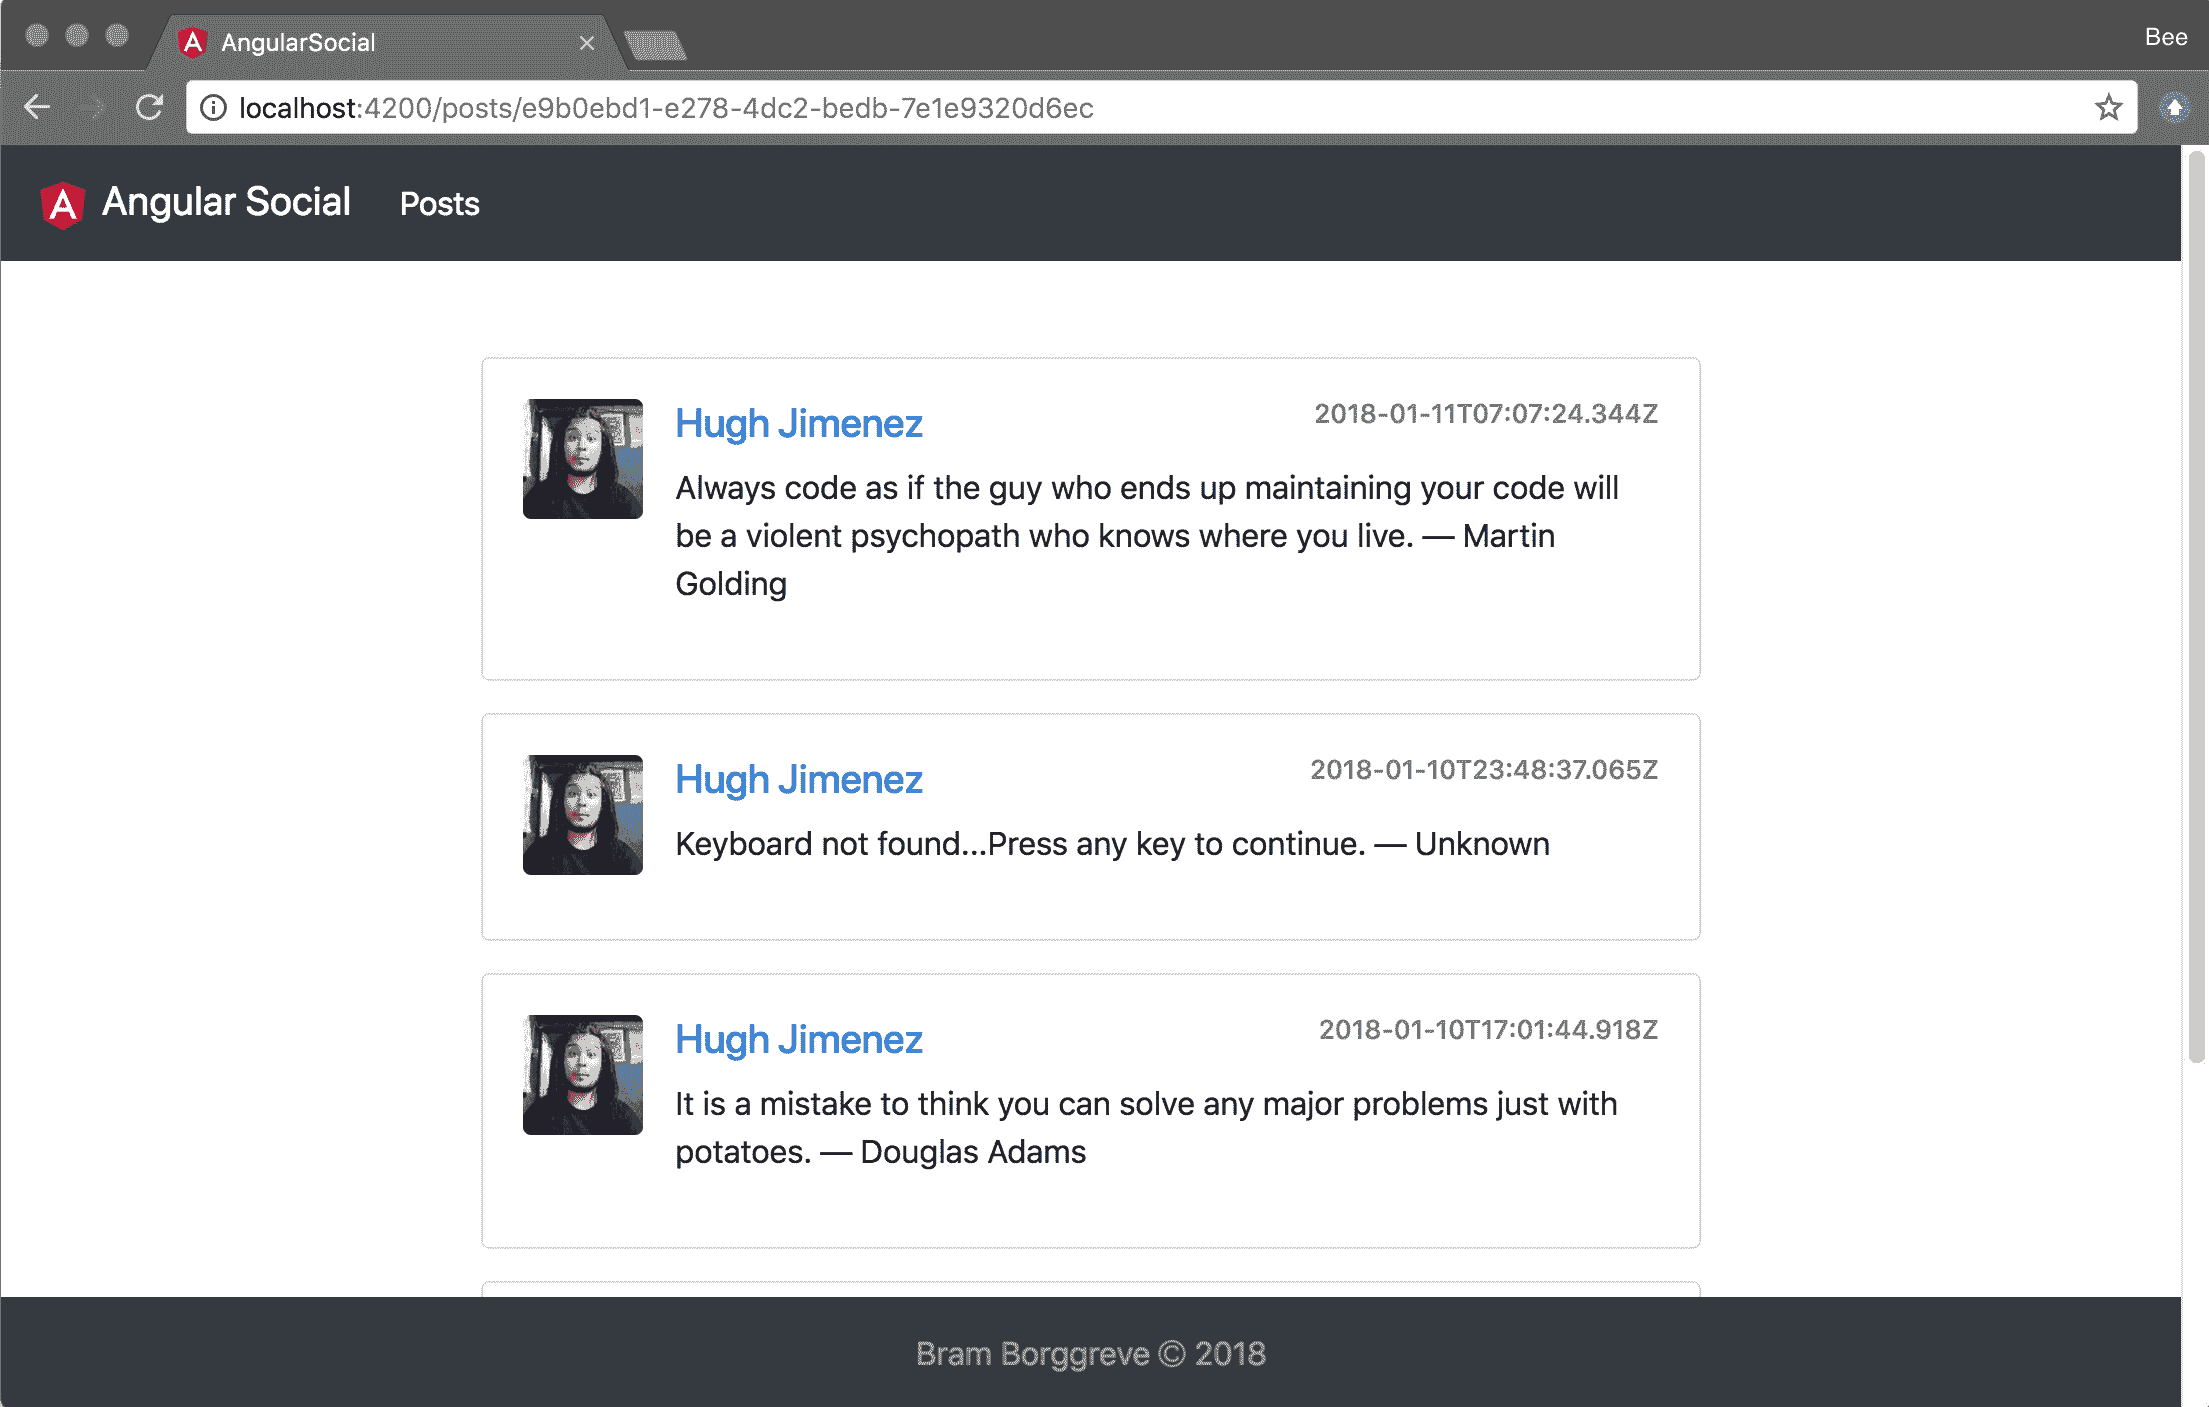 AngularSocial
Bee
localhost:4200/posts/e9b0ebd1-e278-4dc2-bedb-7e1e9320d6ec
Angular Social Posts
Hugh Jimenez
2018-01-11T07:07:24.344Z
Always code as if the guy who ends up maintaining your code will
be a violent psychopath who knows where you live. — Martin
Golding
Hugh Jimenez
2018-01-10T23:48:37.065Z
Keyboard not found...Press any key to continue. — Unknown
Hugh Jimenez
2018-01-10T17:01:44.918Z
It is a mistake to think you can solve any major problems just with
potatoes. — Douglas Adams
Bram Borggreve © 2018